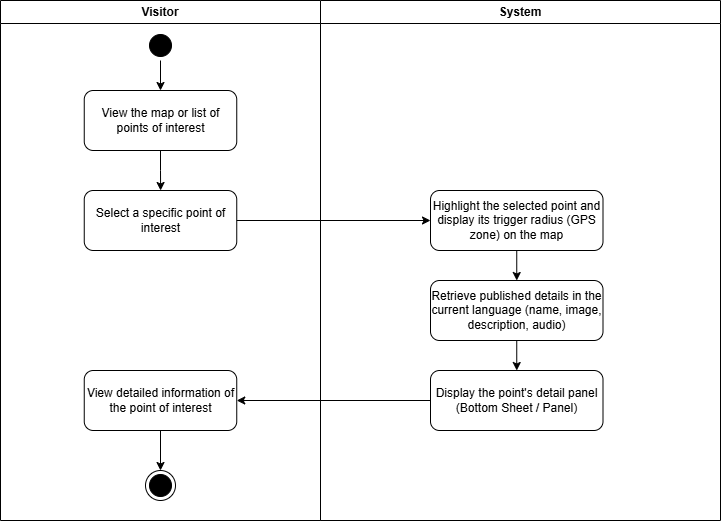 Visitor
System
View the map or list of
points of interest
Select a specific point of
interest
Highlight the selected point and
display its trigger radius (GPS
zone) on the map
Retrieve published details in the
current language (name, image,
description, audio)
View detailed information of
the point of interest
Display the point's detail panel
(Bottom Sheet / Panel)